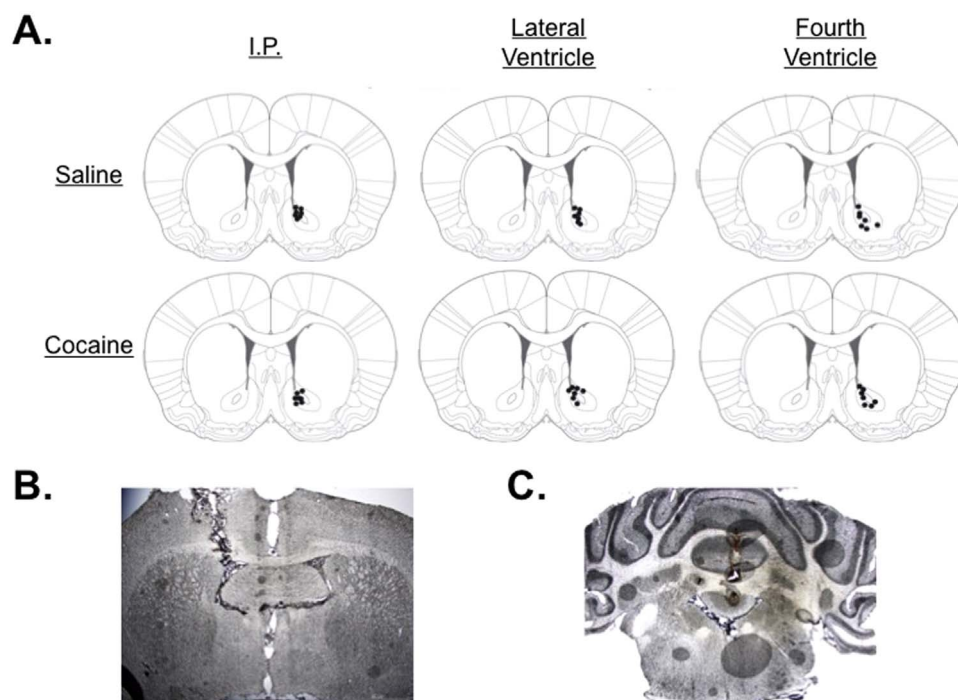 A.
I.P.
Lateral
Ventricle
Fourth
Ventricle
Saline
Cocaine
B.
C.